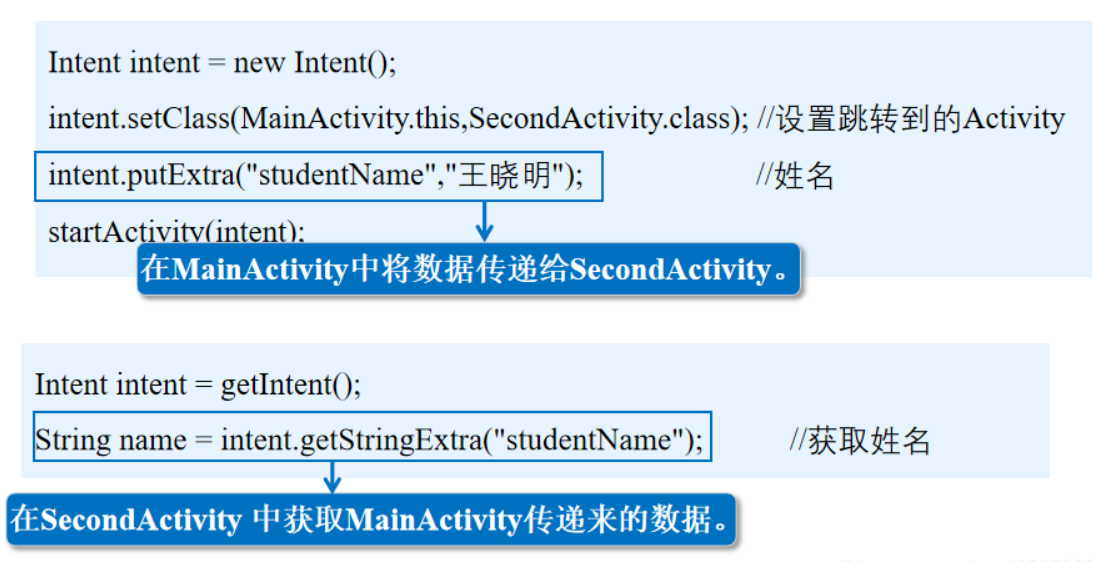 Intent intent = new Intent();
intent.setClass(MainActivity.this,SecondActivity.class); //设置跳转到的Activity
intent.putExtra("studentName","王晓明"); //姓名
startActivity(intent);
在MainActivity中将数据传递给SecondActivity。
Intent intent = getIntent();
String name = intent.getStringExtra("studentName"); //获取姓名
在SecondActivity 中获取MainActivity传递来的数据。